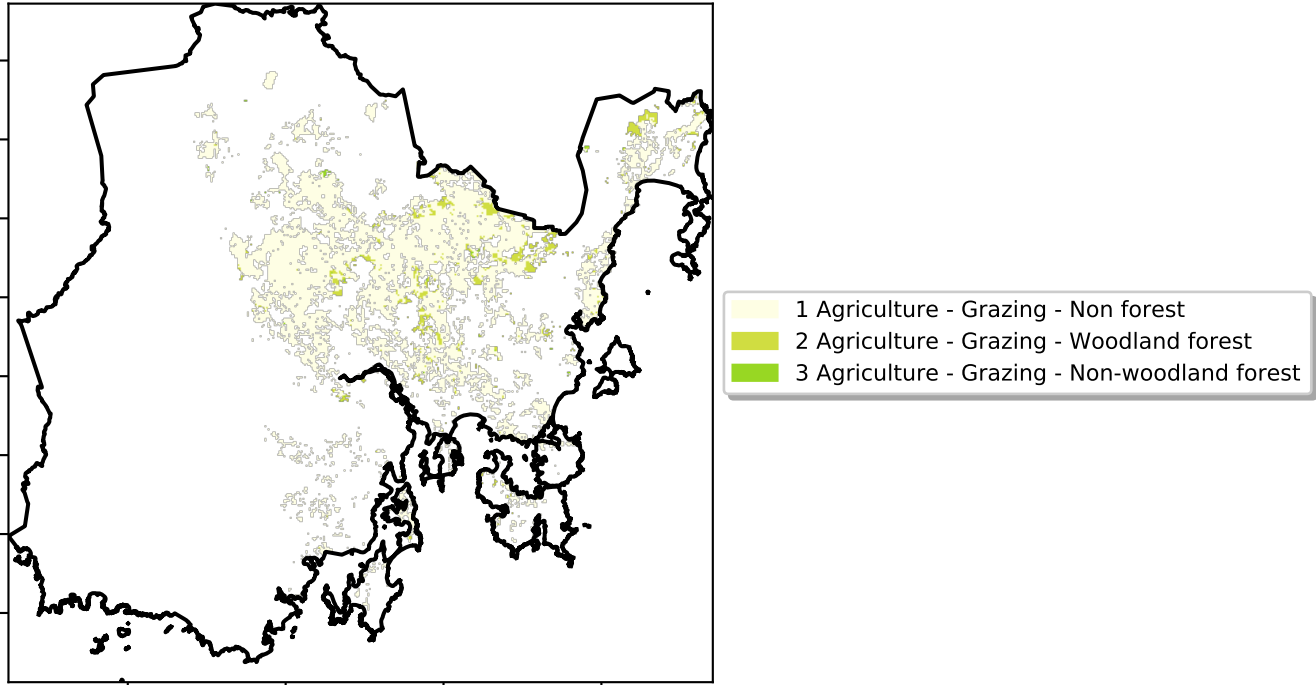 1 Agriculture - Grazing - Non forest
2 Agriculture - Grazing - Woodland forest
3 Agriculture - Grazing - Non-woodland forest